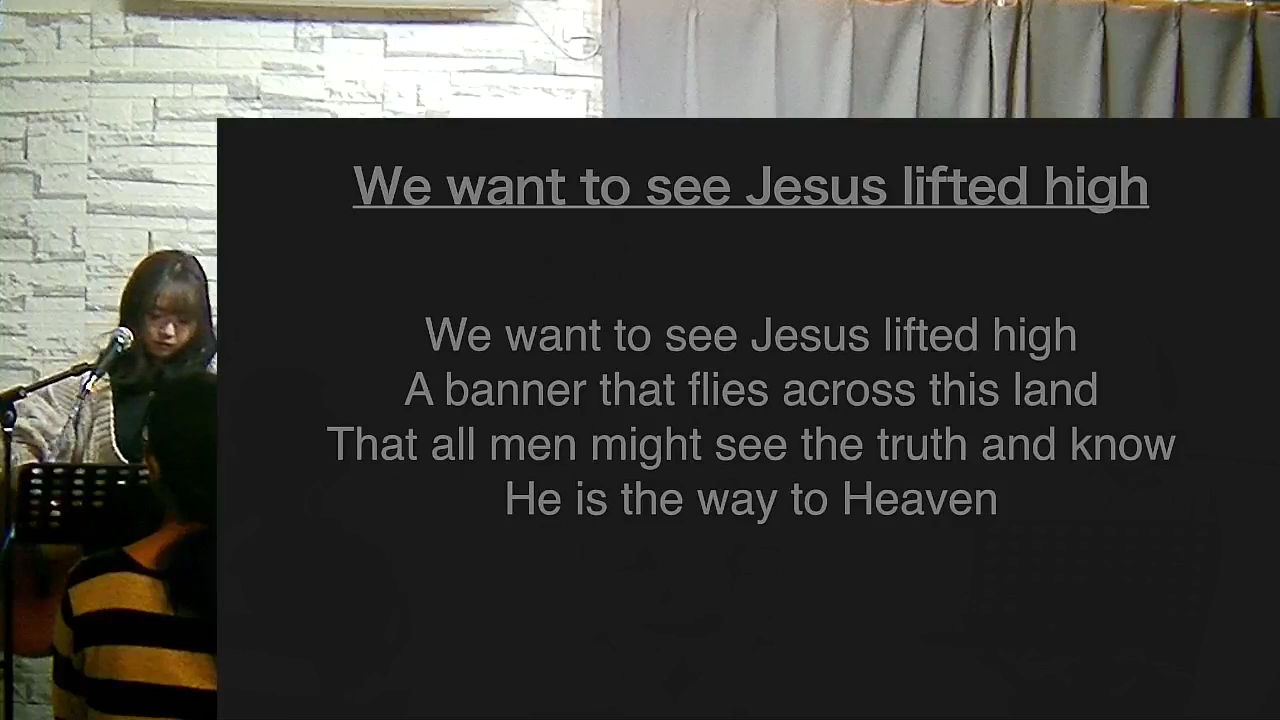 We want to see Jesus lifted high
We want to see Jesus lifted high
A banner that flies across this land
That all men might see the truth and know
He is the way to Heaven